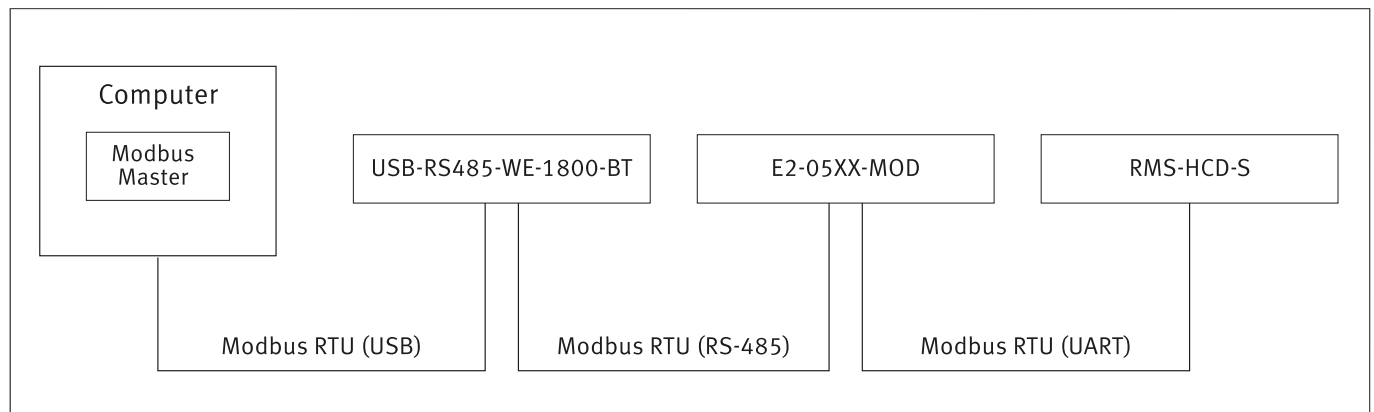 Computer
Modbus
Master
USB-RS485-WE-1800-BT
E2-05XX-MOD
RMS-HCD-S
Modbus RTU (USB)
Modbus RTU (RS-485)
Modbus RTU (UART)